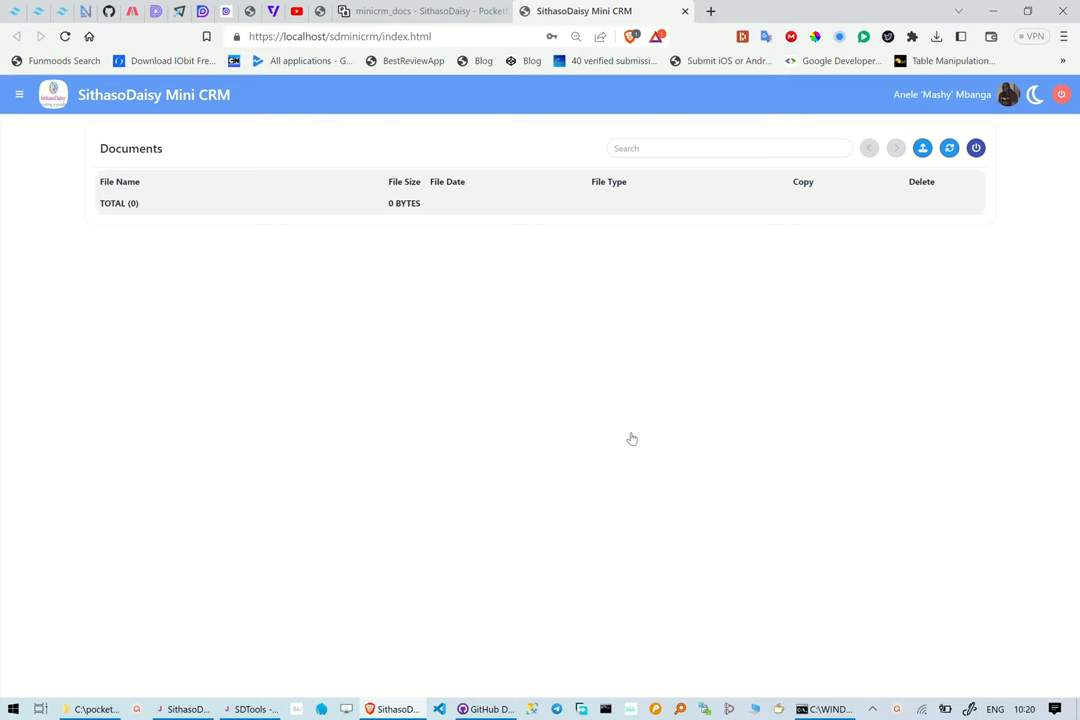 minicrm_docs - SithasoDaisy - Pocket
SithasoDaisy Mini CRM
https://localhost/sdminicrm/index.html
VPN
Funmoods Search
Download IObit Fre...
All applications - G...
BestReviewApp
Blog
Blog
40 verified submissi...
Submit iOS or Andr...
Google Developer...
Table Manipulation...
»
SithasoDaisy Mini CRM
Anele 'Mashy' Mbanga
Documents
Search
File Name File Size File Date File Type Copy Delete
TOTAL (0) 0 BYTES
C:\pocket...
SithasoD...
SDTools - ...
SithasoD...
GitHub D...
C:\WIND...
ENG
10:20